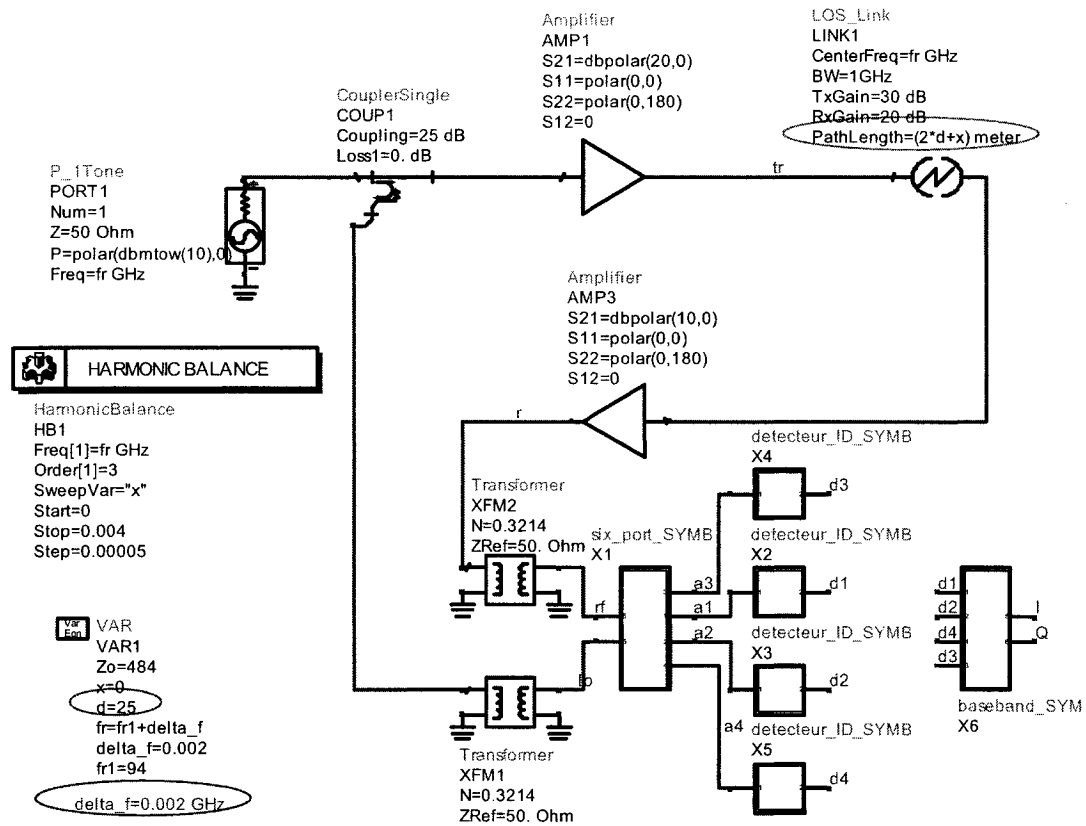 Amplifier
AMP1
S21=dbpolar(20,0)
S11=polar(0,0)
S22=polar(0,180)
S12=0
LOS_Link
LINK1
CenterFreq=fr GHz
BW=1GHz
TxGain=30 dB
RxGain=20 dB
PathLength=(2*d+x) meter
CouplerSingle
COUP1
Coupling=25 dB
Loss1=0. dB
P_1Tone
PORT1
Num=1
Z=50 Ohm
P=polar(dbmtow(10),0)
Freq=fr GHz
tr
Amplifier
AMP3
S21=dbpolar(10,0)
S11=polar(0,0)
S22=polar(0,180)
S12=0
HARMONIC BALANCE
HarmonicBalance
HB1
Freq[1]=fr GHz
Order[1]=3
SweepVar="x"
Start=0
Stop=0.004
Step=0.00005
r
Transformer
XFM2
N=0.3214
ZRef=50. Ohm
six_port_SYMB
X1
rf
lo
a3
a1
a2
a4
detecteur_ID_SYMB
X4
d3
detecteur_ID_SYMB
X2
d1
detecteur_ID_SYMB
X3
d2
detecteur_ID_SYMB
X5
d4
d1
d2
d4
d3
I
Q
baseband_SYM
X6
Var
Eqn
VAR
VAR1
Zo=484
x=0
d=25
fr=fr1+delta_f
delta_f=0.002
fr1=94
delta_f=0.002 GHz
Transformer
XFM1
N=0.3214
ZRef=50. Ohm